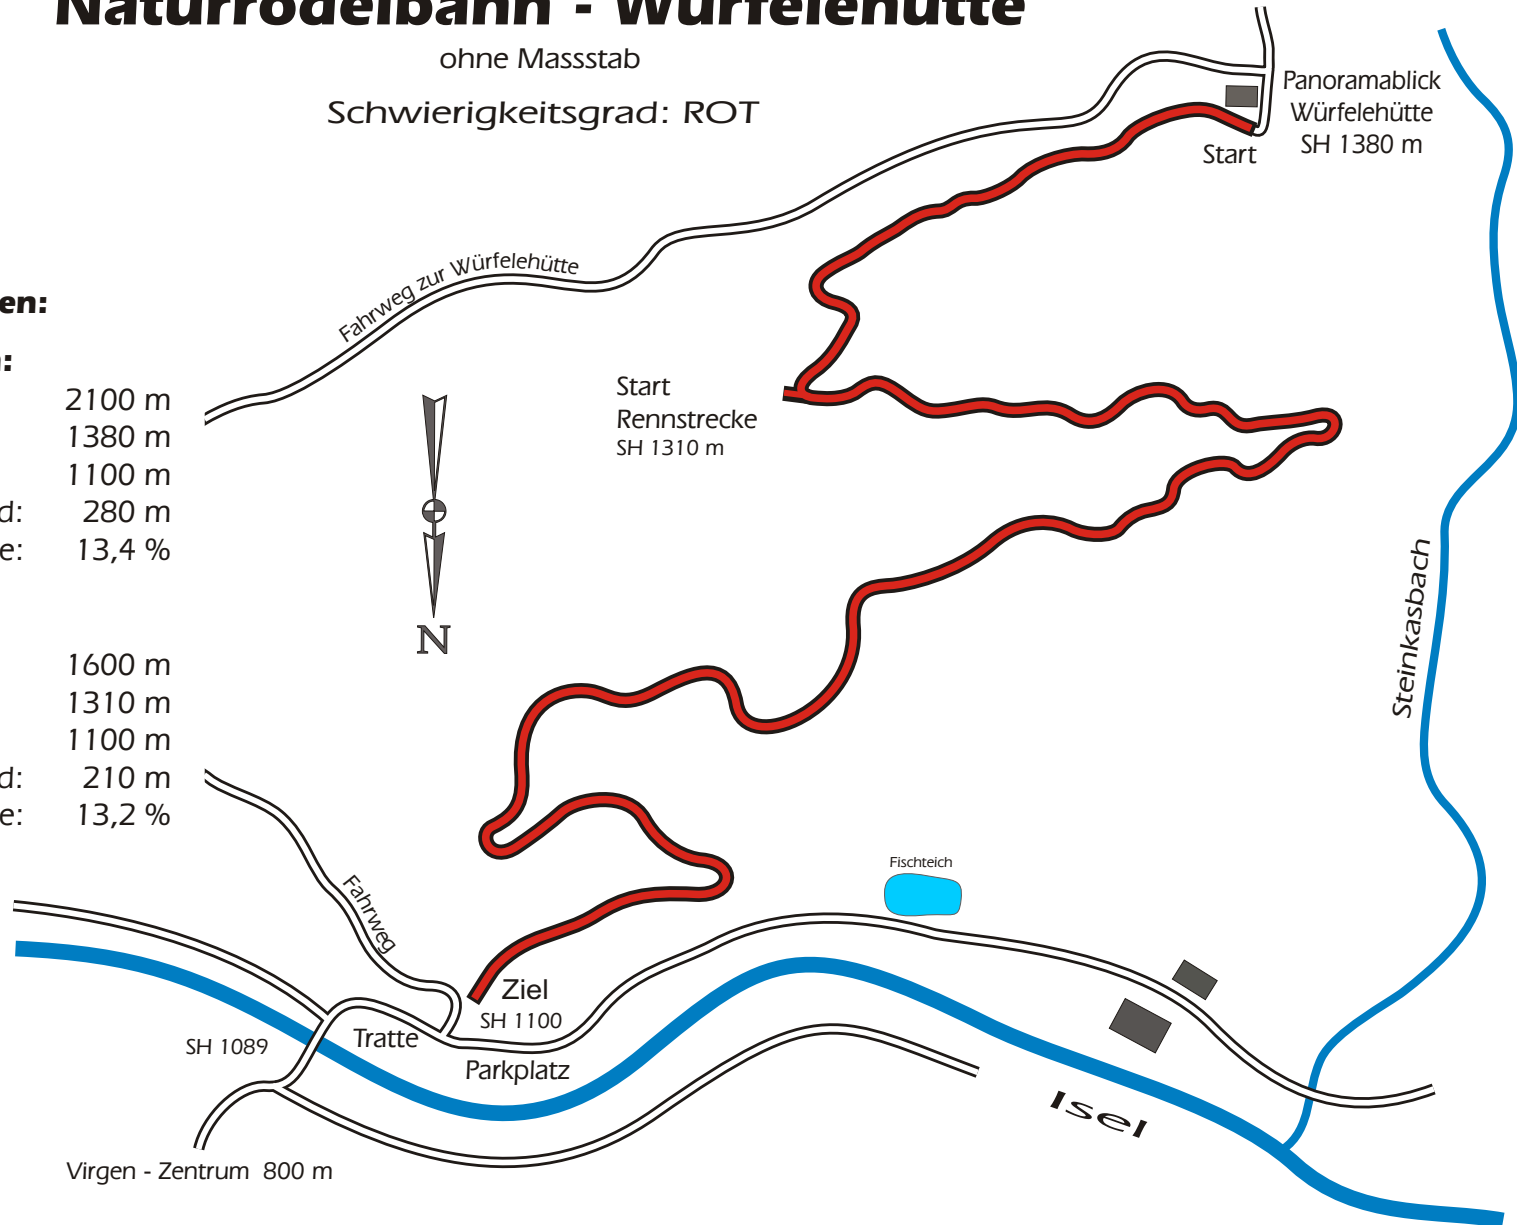 Naturrodelbahn - Würfelehütte
ohne Massstab
Schwierigkeitsgrad: ROT
Panoramablick
Würfelehütte
SH 1380 m
Start
Fahrweg zur Würfelehütte
en:
:
2100 m
1380 m
1100 m
d: 280 m
e: 13,4 %
Start
Rennstrecke
SH 1310 m
N
Steinkasbach
1600 m
1310 m
1100 m
d: 210 m
e: 13,2 %
Fischteich
Fahrweg
Ziel
SH 1100
Tratte
SH 1089
Parkplatz
Isel
Virgen - Zentrum 800 m